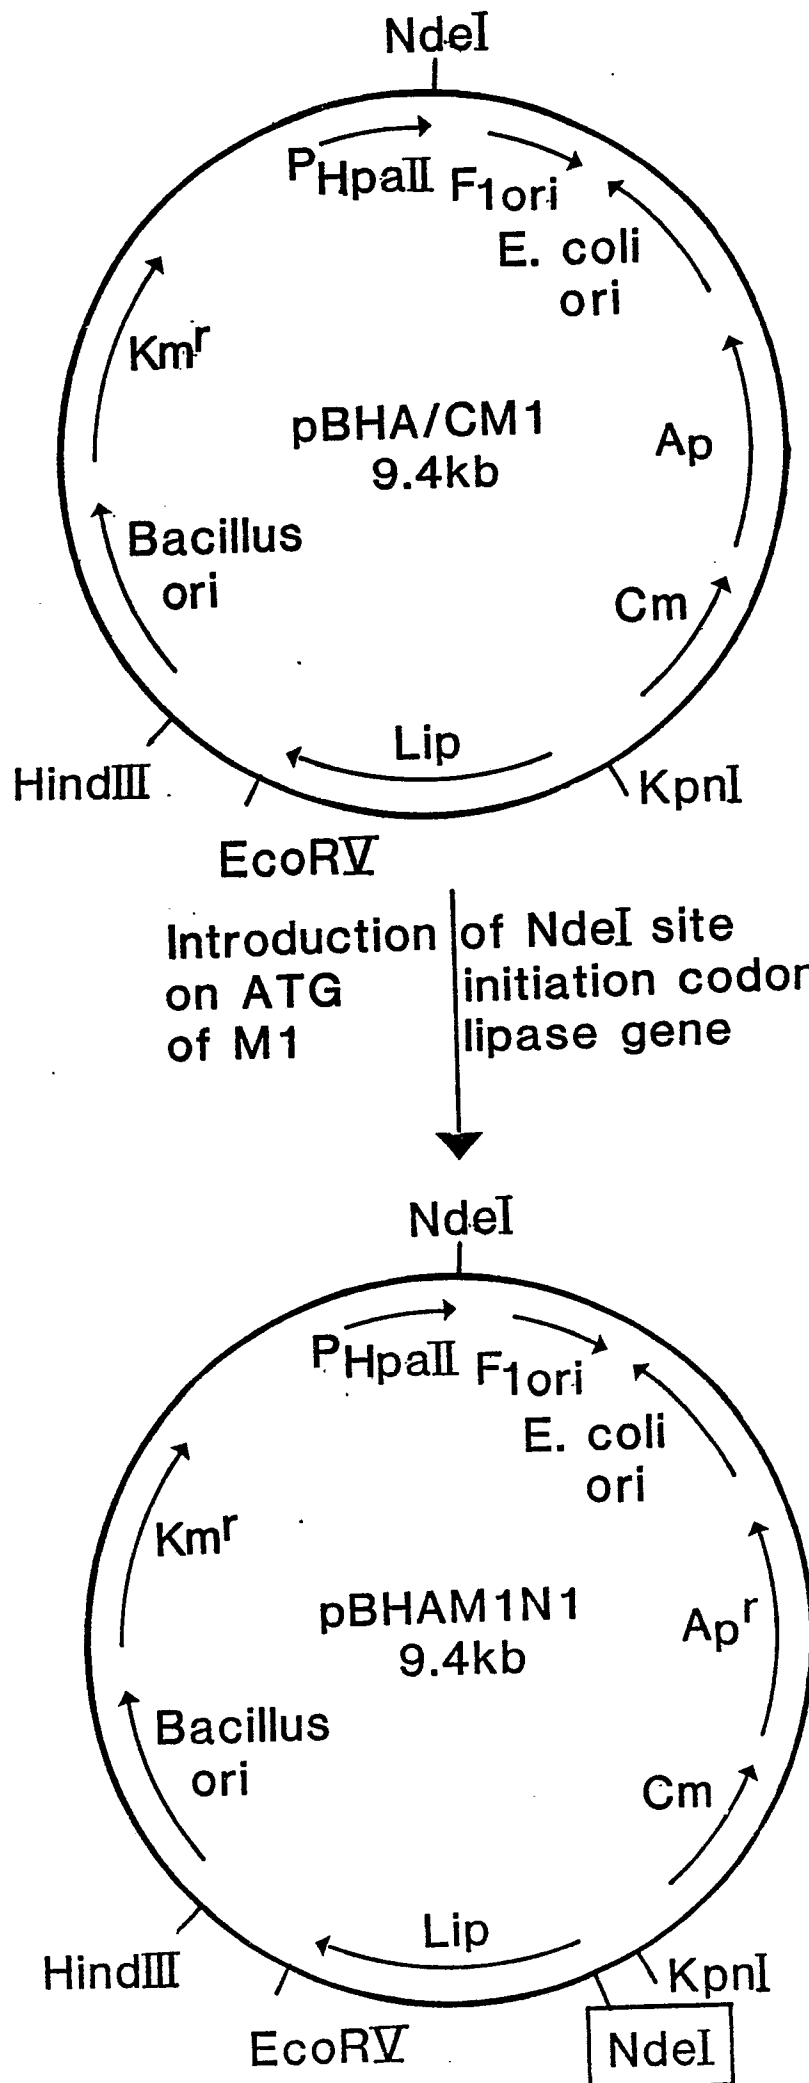 NdeI
PHpaII F1ori
E. coli
ori
Kmr
pBHA/CM1
9.4kb
Ap
Bacillus
ori
Cm
Lip
HindIII
KpnI
EcoRV
Introduction of NdeI site
on ATG initiation codon
of M1 lipase gene
NdeI
PHpaII F1ori
E. coli
ori
Kmr
pBHAM1N1
9.4kb
Apr
Bacillus
ori
Cm
Lip
HindIII
KpnI
EcoRV
NdeI